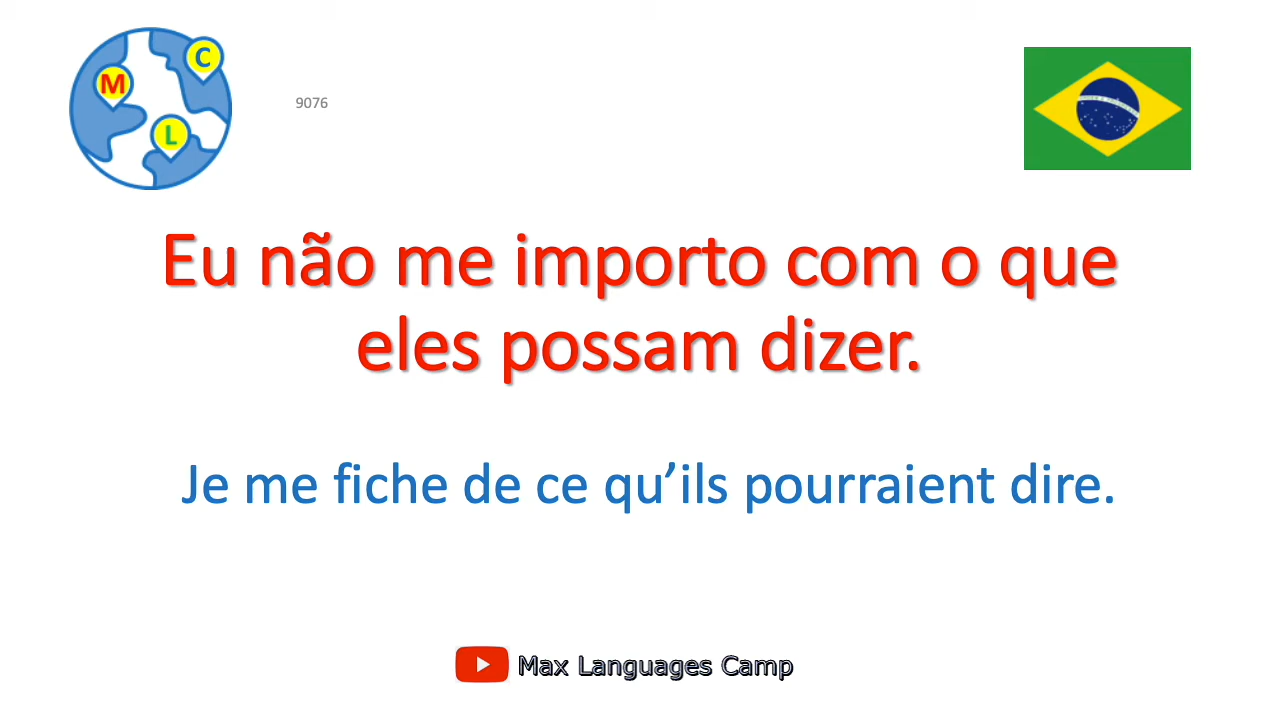 C
M
L
9076
Eu não me importo com o que
eles possam dizer.
Je me fiche de ce qu’ils pourraient dire.
Max Languages Camp